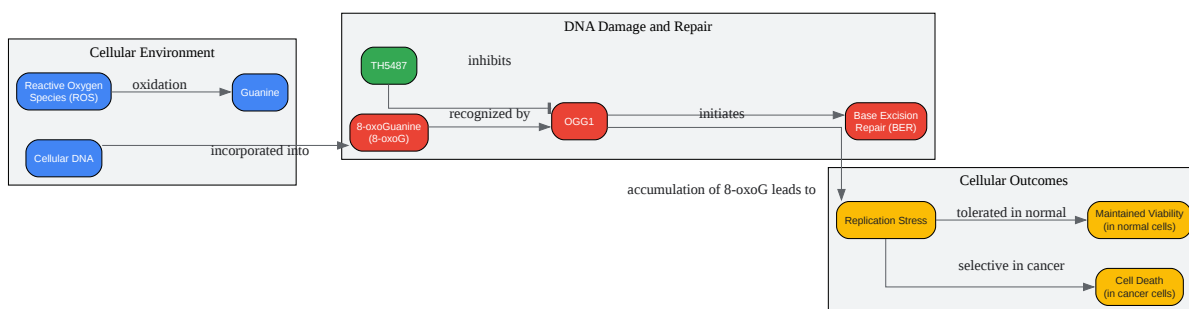 Cellular Environment
Reactive Oxygen
Species (ROS)
oxidation
Guanine
Cellular DNA
incorporated into
DNA Damage and Repair
TH5487
inhibits
8-oxoGuanine
(8-oxoG)
recognized by
OGG1
initiates
Base Excision
Repair (BER)
accumulation of 8-oxoG leads to
Cellular Outcomes
Replication Stress
tolerated in normal
Maintained Viability
(in normal cells)
selective in cancer
Cell Death
(in cancer cells)